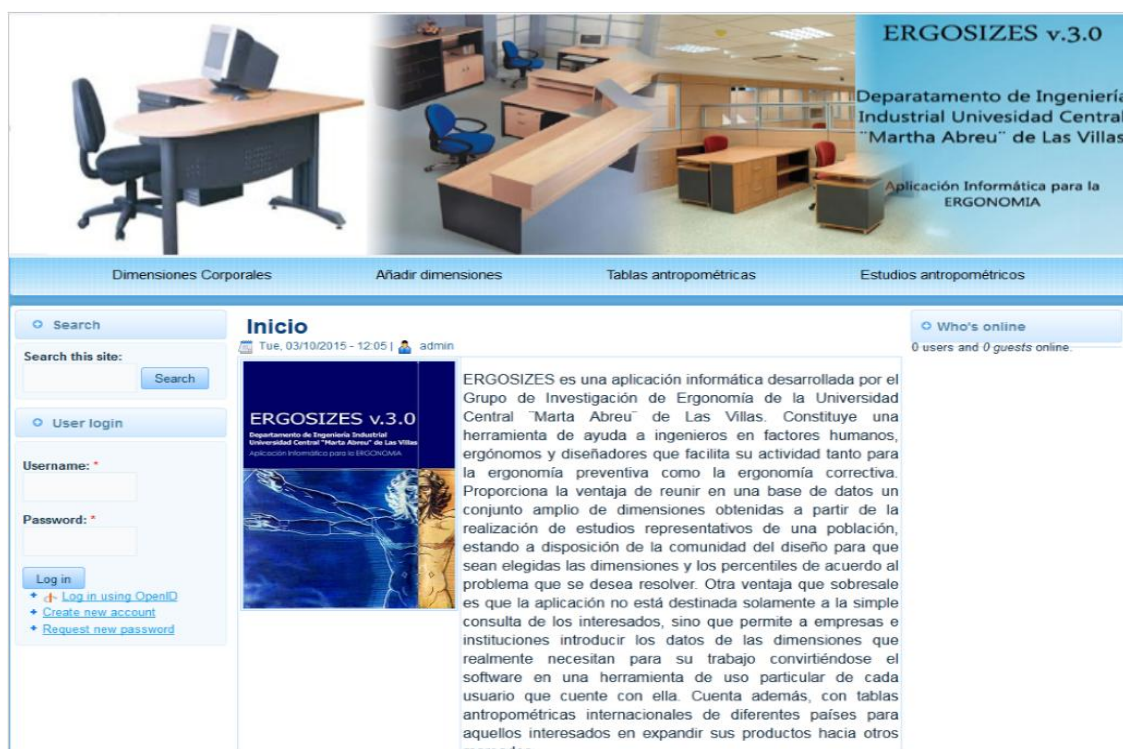 ERGOSIZES v.3.0
Deparatamento de Ingeniería
Industrial Univesidad Central
¨Martha Abreu¨ de Las Villas
Aplicación Informática para la
ERGONOMIA
Dimensiones Corporales
Añadir dimensiones
Tablas antropométricas
Estudios antropométricos
Search
Search this site:
Search
User login
Username: *
Password: *
Log in
Log in using OpenID
Create new account
Request new password
Inicio
Tue, 03/10/2015 - 12:05 | admin
ERGOSIZES v.3.0
Departamento de Ingeniería Industrial
Universidad Central "Marta Abreu" de Las Villas
Aplicación Informática para la ERGONOMIA
ERGOSIZES es una aplicación informática desarrollada por el
Grupo de Investigación de Ergonomía de la Universidad
Central ¨Marta Abreu¨ de Las Villas. Constituye una
herramienta de ayuda a ingenieros en factores humanos,
ergónomos y diseñadores que facilita su actividad tanto para
la ergonomía preventiva como la ergonomía correctiva.
Proporciona la ventaja de reunir en una base de datos un
conjunto amplio de dimensiones obtenidas a partir de la
realización de estudios representativos de una población,
estando a disposición de la comunidad del diseño para que
sean elegidas las dimensiones y los percentiles de acuerdo al
problema que se desea resolver. Otra ventaja que sobresale
es que la aplicación no está destinada solamente a la simple
consulta de los interesados, sino que permite a empresas e
instituciones introducir los datos de las dimensiones que
realmente necesitan para su trabajo convirtiéndose el
software en una herramienta de uso particular de cada
usuario que cuente con ella. Cuenta además, con tablas
antropométricas internacionales de diferentes países para
aquellos interesados en expandir sus productos hacia otros
Who's online
0 users and 0 guests online.